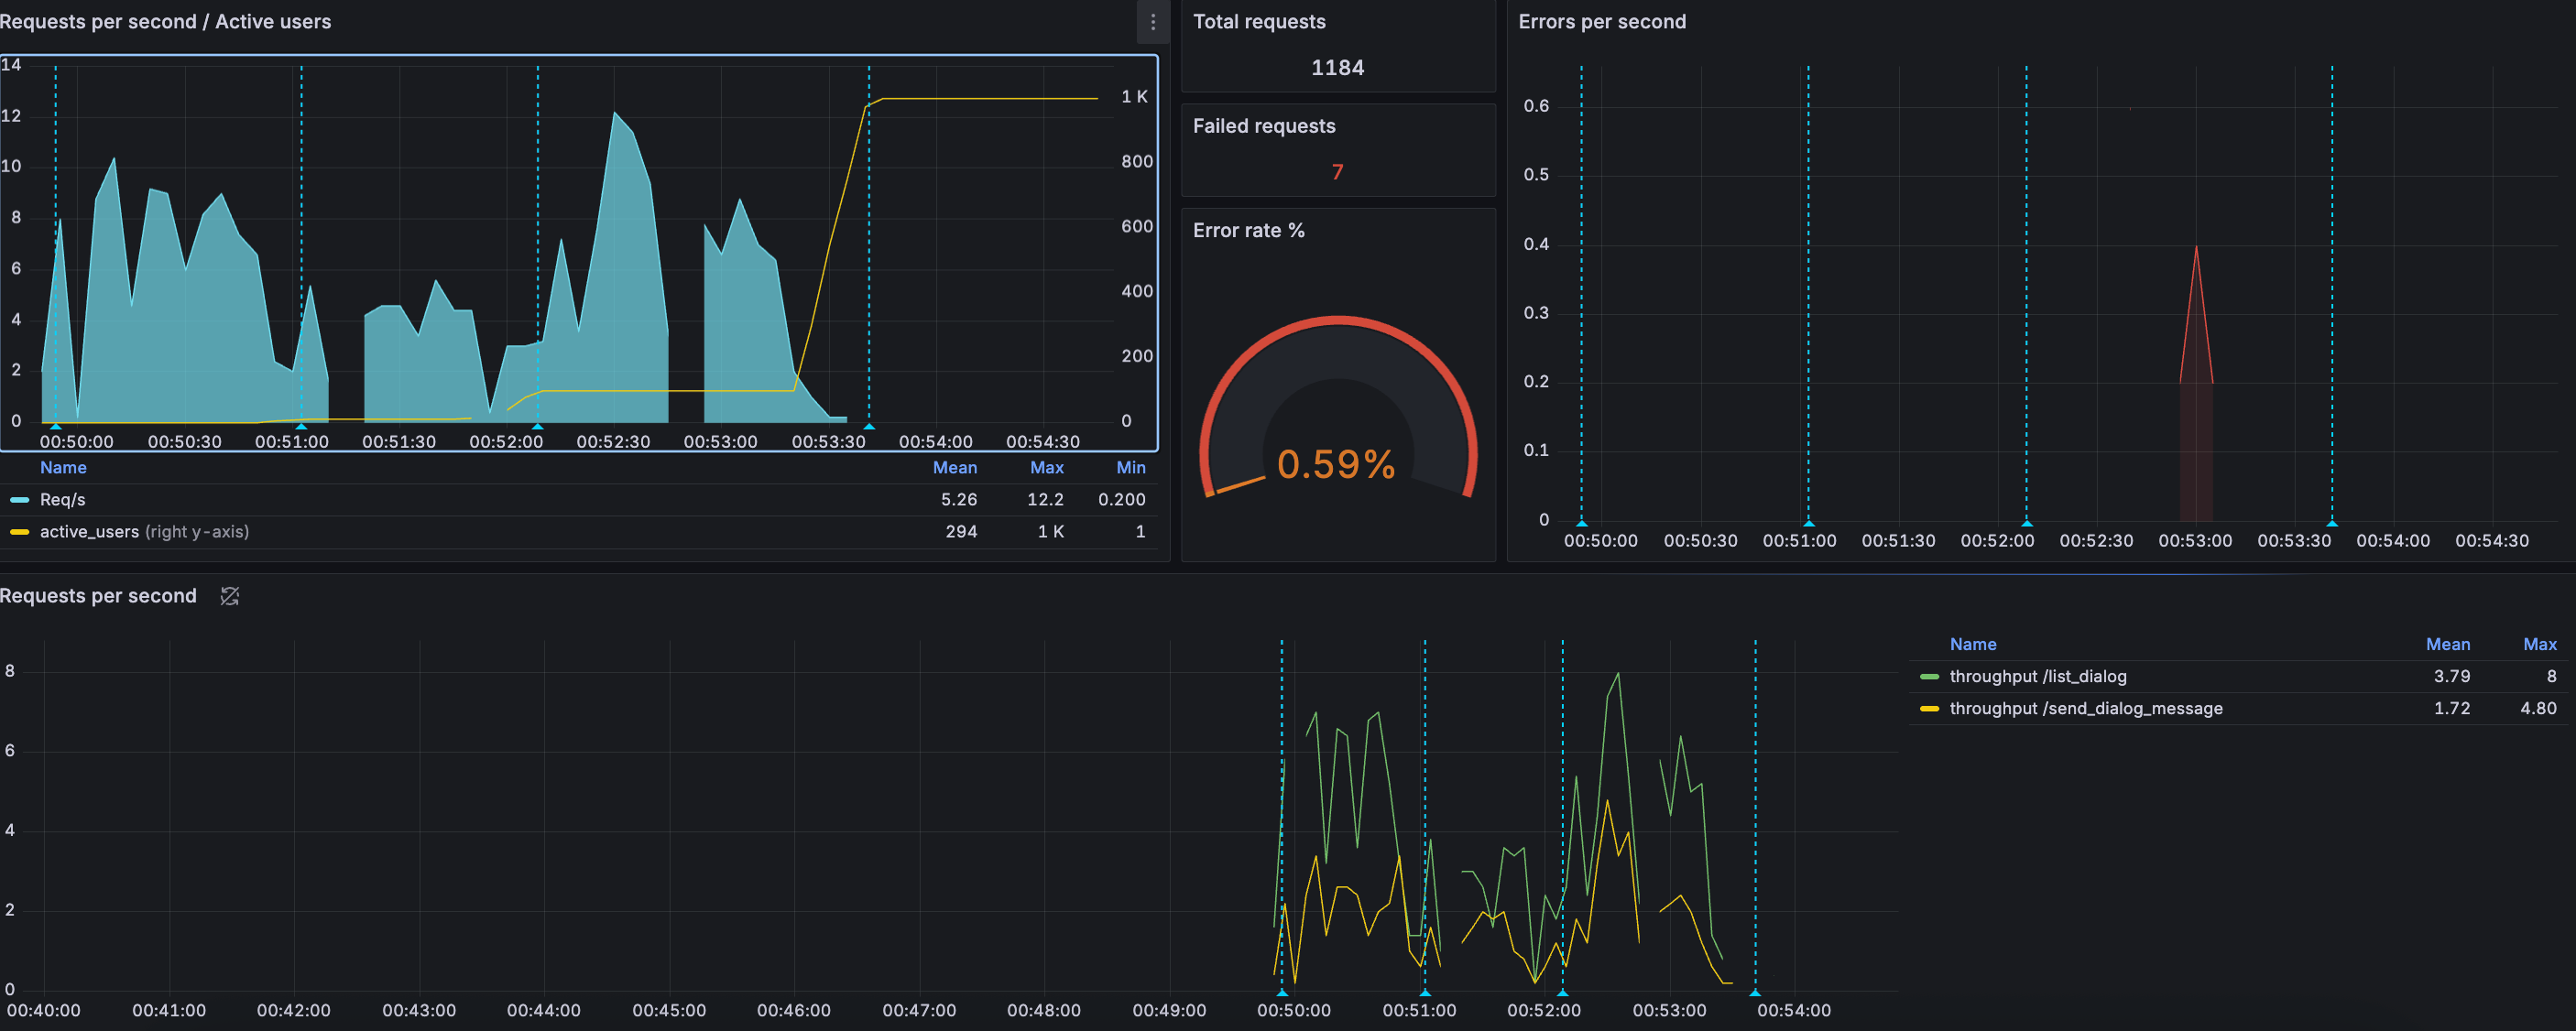 Requests per second / Active users
14
12
10
8
6
4
2
0
1 K
800
600
400
200
0
00:50:00 00:50:30 00:51:00 00:51:30 00:52:00 00:52:30 00:53:00 00:53:30 00:54:00 00:54:30
Name Mean Max Min
Req/s 5.26 12.2 0.200
active_users (right y-axis) 294 1 K 1
Total requests
1184
Failed requests
7
Error rate %
0.59%
Errors per second
0.6
0.5
0.4
0.3
0.2
0.1
0
00:50:00 00:50:30 00:51:00 00:51:30 00:52:00 00:52:30 00:53:00 00:53:30 00:54:00 00:54:30
Requests per second
8
6
4
2
0
00:40:00 00:41:00 00:42:00 00:43:00 00:44:00 00:45:00 00:46:00 00:47:00 00:48:00 00:49:00 00:50:00 00:51:00 00:52:00 00:53:00 00:54:00
Name Mean Max
throughput /list_dialog 3.79 8
throughput /send_dialog_message 1.72 4.80